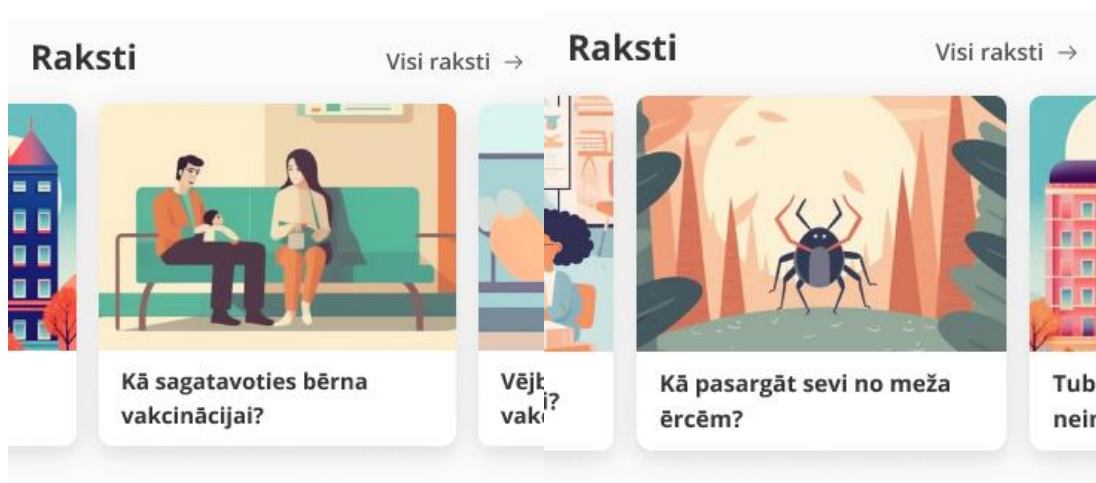 Raksti
Visi raksti →
Kā sagatavoties bērna
vakcinācijai?
Raksti
Visi raksti →
Kā pasargāt sevi no meža
ērcēm?